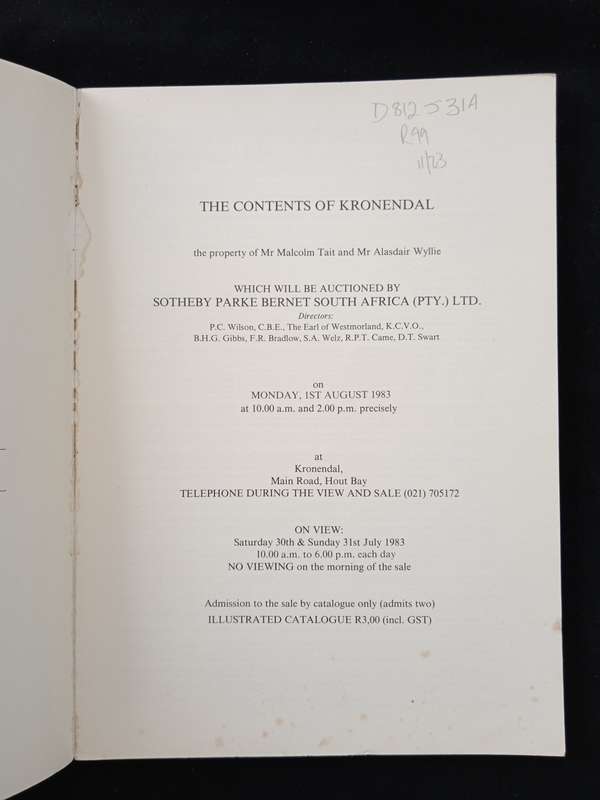 D812 J31A
R99
11/23
THE CONTENTS OF KRONENDAL
the property of Mr Malcolm Tait and Mr Alasdair Wyllie
WHICH WILL BE AUCTIONED BY
SOTHEBY PARKE BERNET SOUTH AFRICA (PTY.) LTD.
Directors:
P.C. Wilson, C.B.E., The Earl of Westmorland, K.C.V.O.,
B.H.G. Gibbs, F.R. Bradlow, S.A. Welz, R.P.T. Came, D.T. Swart
on
MONDAY, 1ST AUGUST 1983
at 10.00 a.m. and 2.00 p.m. precisely
at
Kronendal,
Main Road, Hout Bay
TELEPHONE DURING THE VIEW AND SALE (021) 705172
ON VIEW:
Saturday 30th & Sunday 31st July 1983
10.00 a.m. to 6.00 p.m. each day
NO VIEWING on the morning of the sale
Admission to the sale by catalogue only (admits two)
ILLUSTRATED CATALOGUE R3,00 (incl. GST)